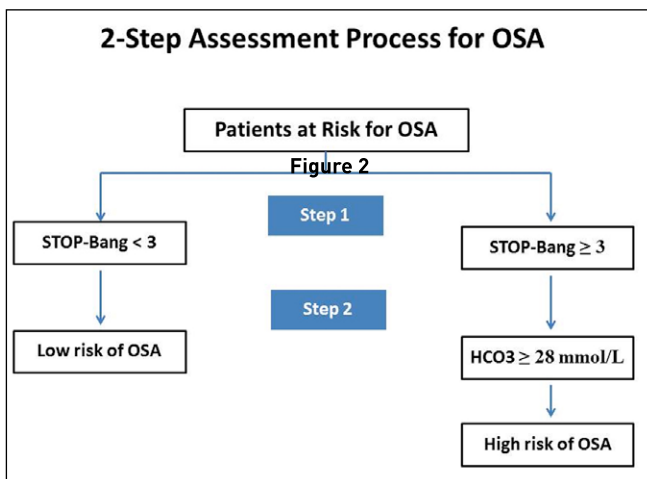 2-Step Assessment Process for OSA
Patients at Risk for OSA
Figure 2
Step 1
STOP-Bang < 3
STOP-Bang ≥ 3
Step 2
Low risk of OSA
HCO3 ≥ 28 mmol/L
High risk of OSA